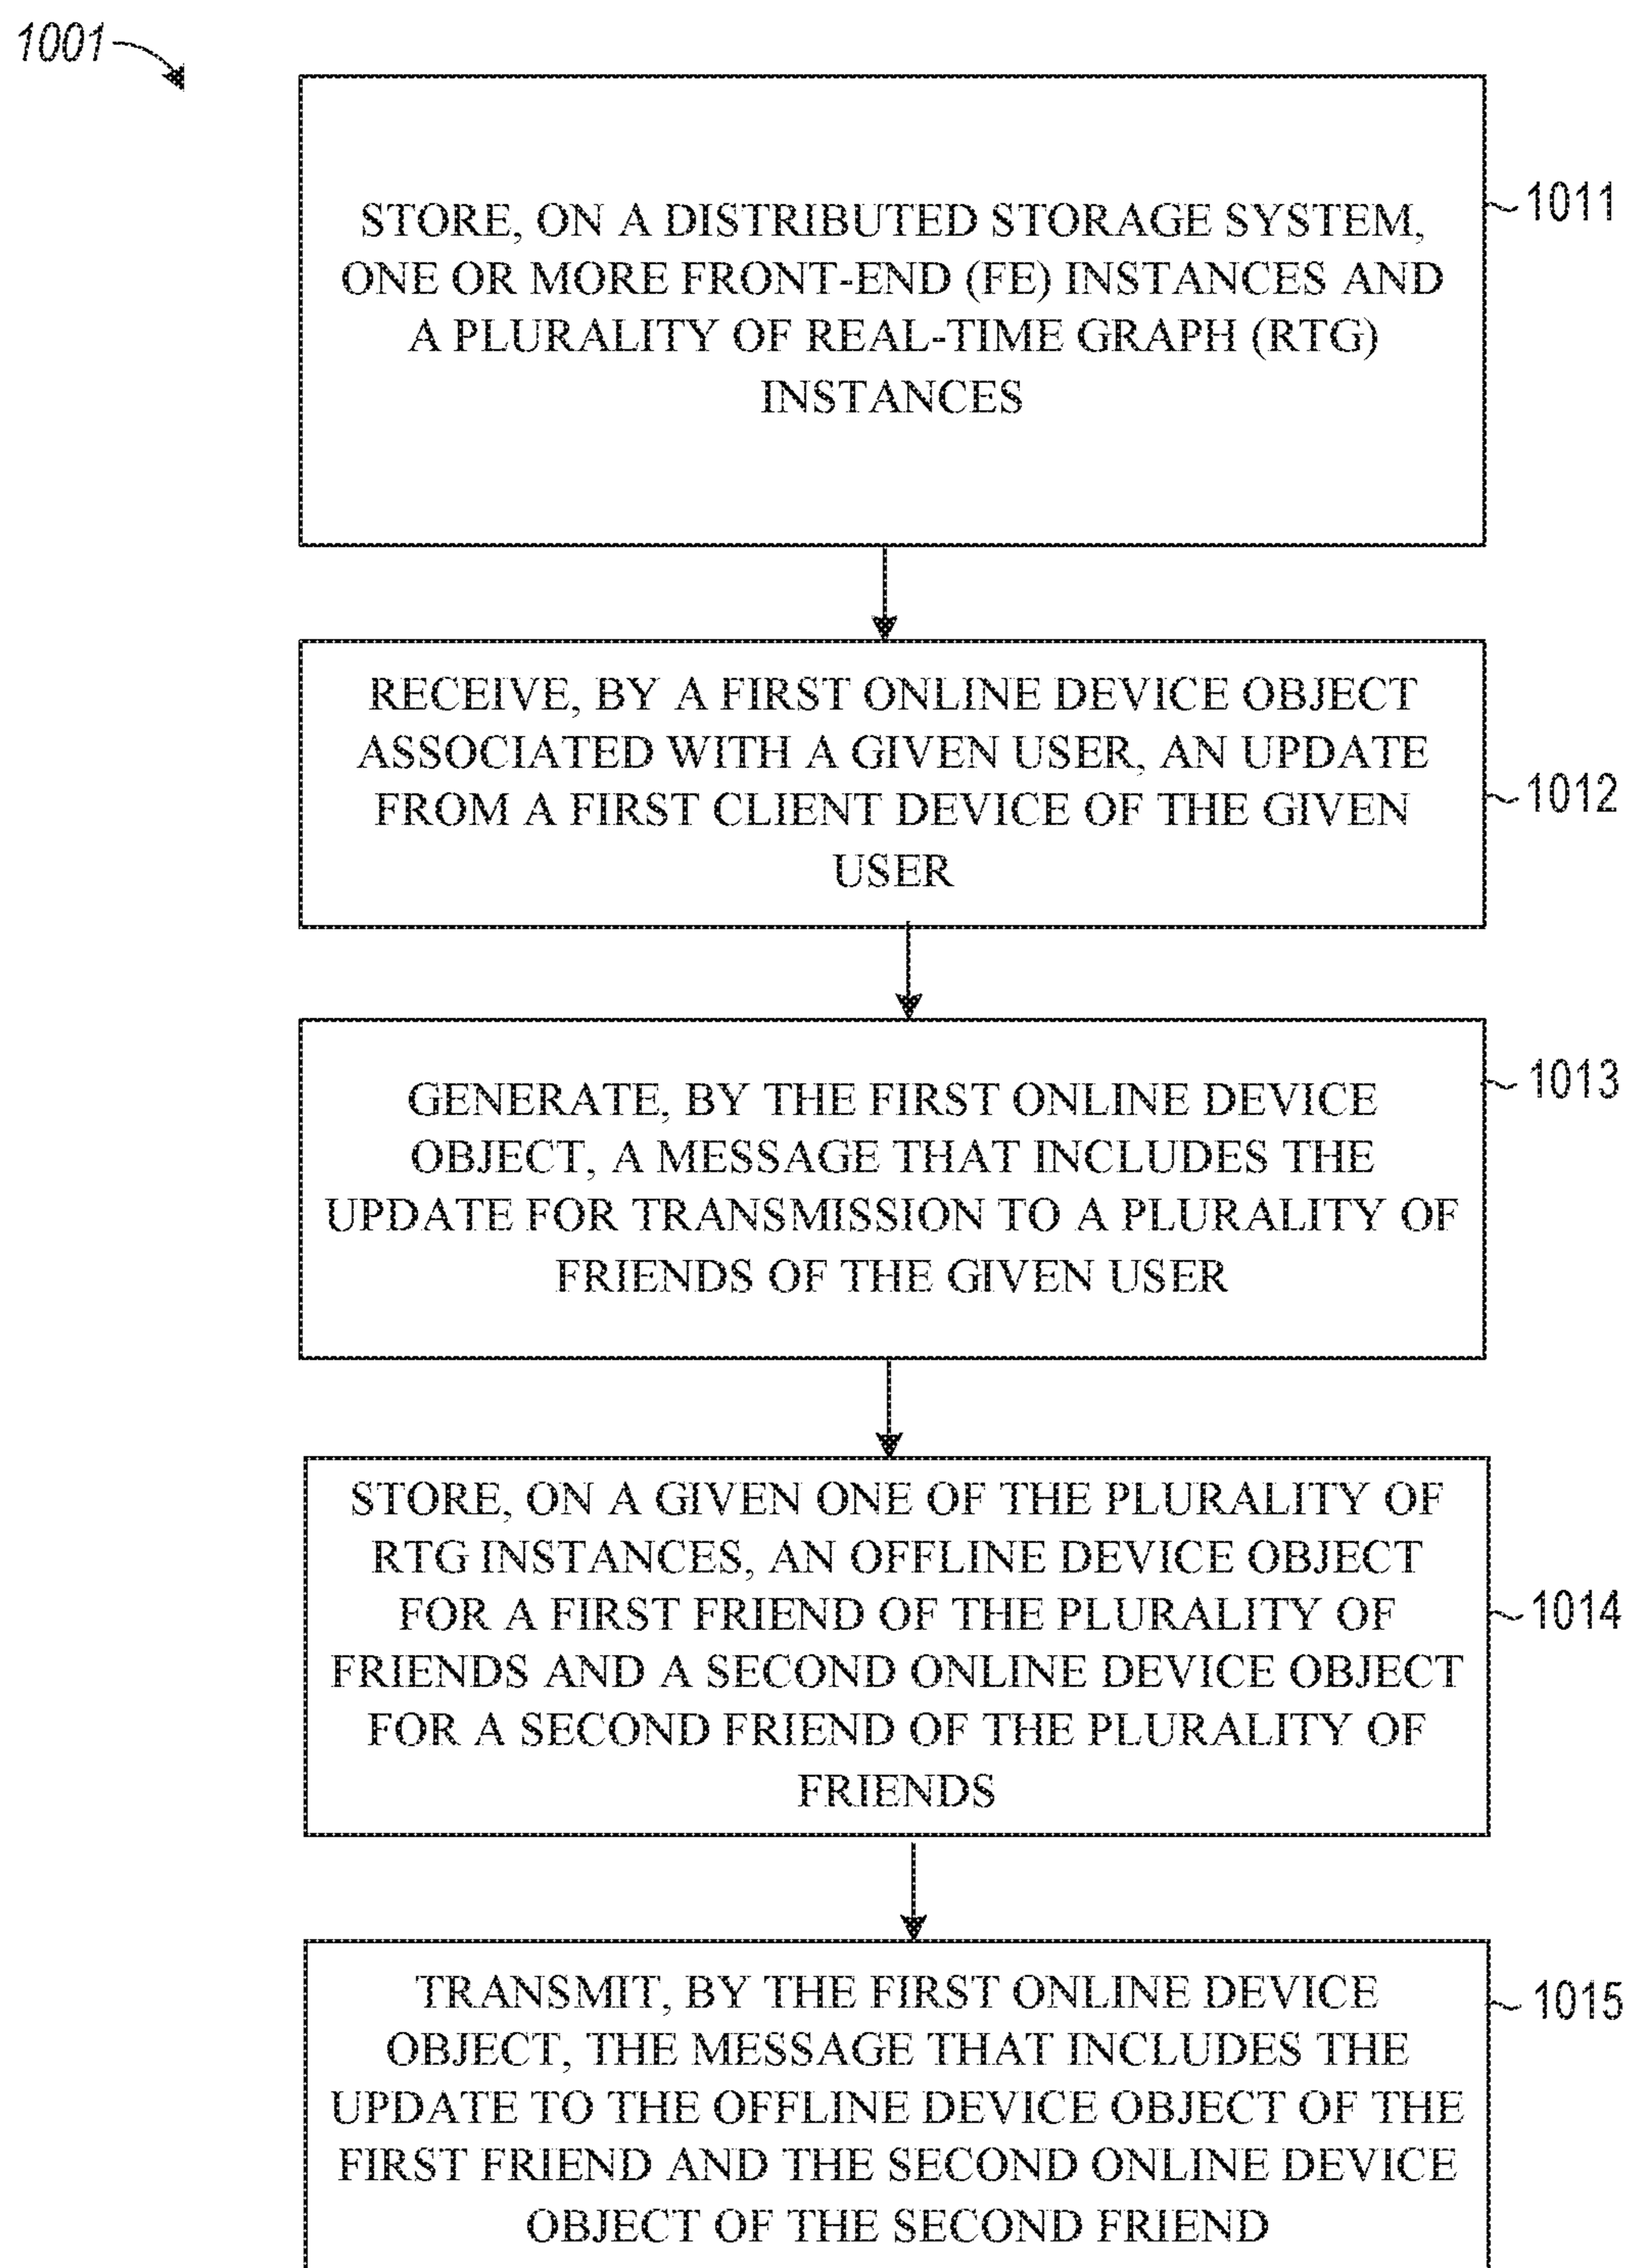 1001
STORE, ON A DISTRIBUTED STORAGE SYSTEM,
ONE OR MORE FRONT-END (FE) INSTANCES AND
A PLURALITY OF REAL-TIME GRAPH (RTG)
INSTANCES
1011
RECEIVE, BY A FIRST ONLINE DEVICE OBJECT
ASSOCIATED WITH A GIVEN USER, AN UPDATE
FROM A FIRST CLIENT DEVICE OF THE GIVEN
USER
1012
GENERATE, BY THE FIRST ONLINE DEVICE
OBJECT, A MESSAGE THAT INCLUDES THE
UPDATE FOR TRANSMISSION TO A PLURALITY OF
FRIENDS OF THE GIVEN USER
1013
STORE, ON A GIVEN ONE OF THE PLURALITY OF
RTG INSTANCES, AN OFFLINE DEVICE OBJECT
FOR A FIRST FRIEND OF THE PLURALITY OF
FRIENDS AND A SECOND ONLINE DEVICE OBJECT
FOR A SECOND FRIEND OF THE PLURALITY OF
FRIENDS
1014
TRANSMIT, BY THE FIRST ONLINE DEVICE
OBJECT, THE MESSAGE THAT INCLUDES THE
UPDATE TO THE OFFLINE DEVICE OBJECT OF THE
FIRST FRIEND AND THE SECOND ONLINE DEVICE
OBJECT OF THE SECOND FRIEND
1015